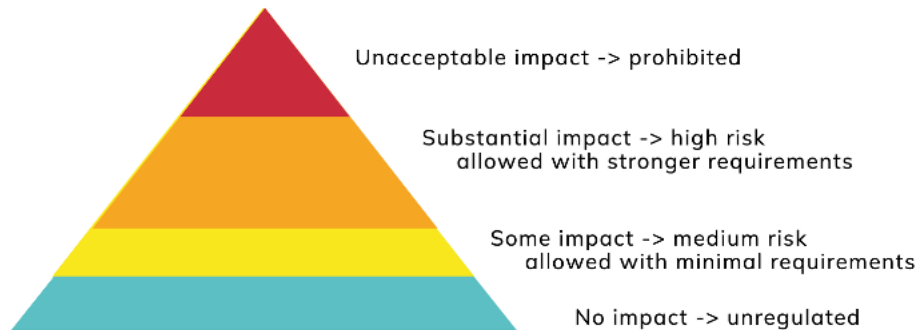 Unacceptable impact -> prohibited
Substantial impact -> high risk
allowed with stronger requirements
Some impact -> medium risk
allowed with minimal requirements
No impact -> unregulated